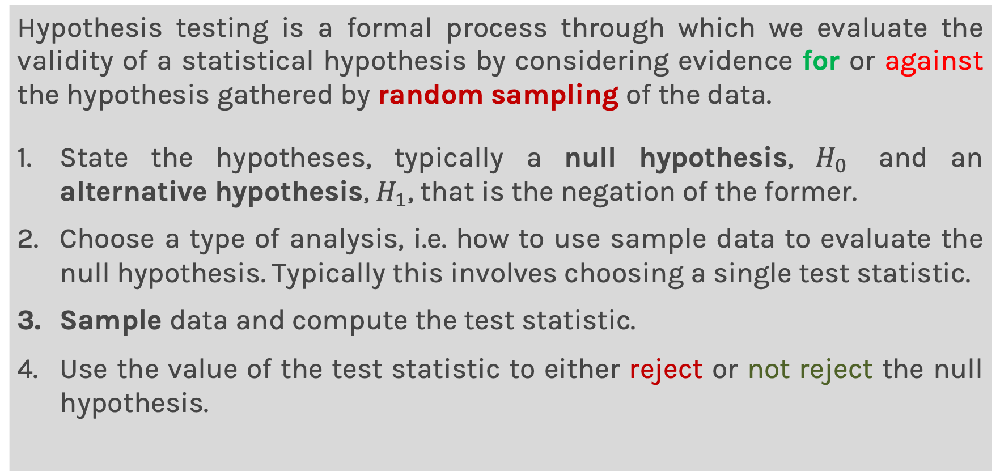 Hypothesis testing is a formal process through which we evaluate the
validity of a statistical hypothesis by considering evidence for or against
the hypothesis gathered by random sampling of the data.
1. State the hypotheses, typically a null hypothesis, H₀ and an
alternative hypothesis, H₁, that is the negation of the former.
2. Choose a type of analysis, i.e. how to use sample data to evaluate the
null hypothesis. Typically this involves choosing a single test statistic.
3. Sample data and compute the test statistic.
4. Use the value of the test statistic to either reject or not reject the null
hypothesis.